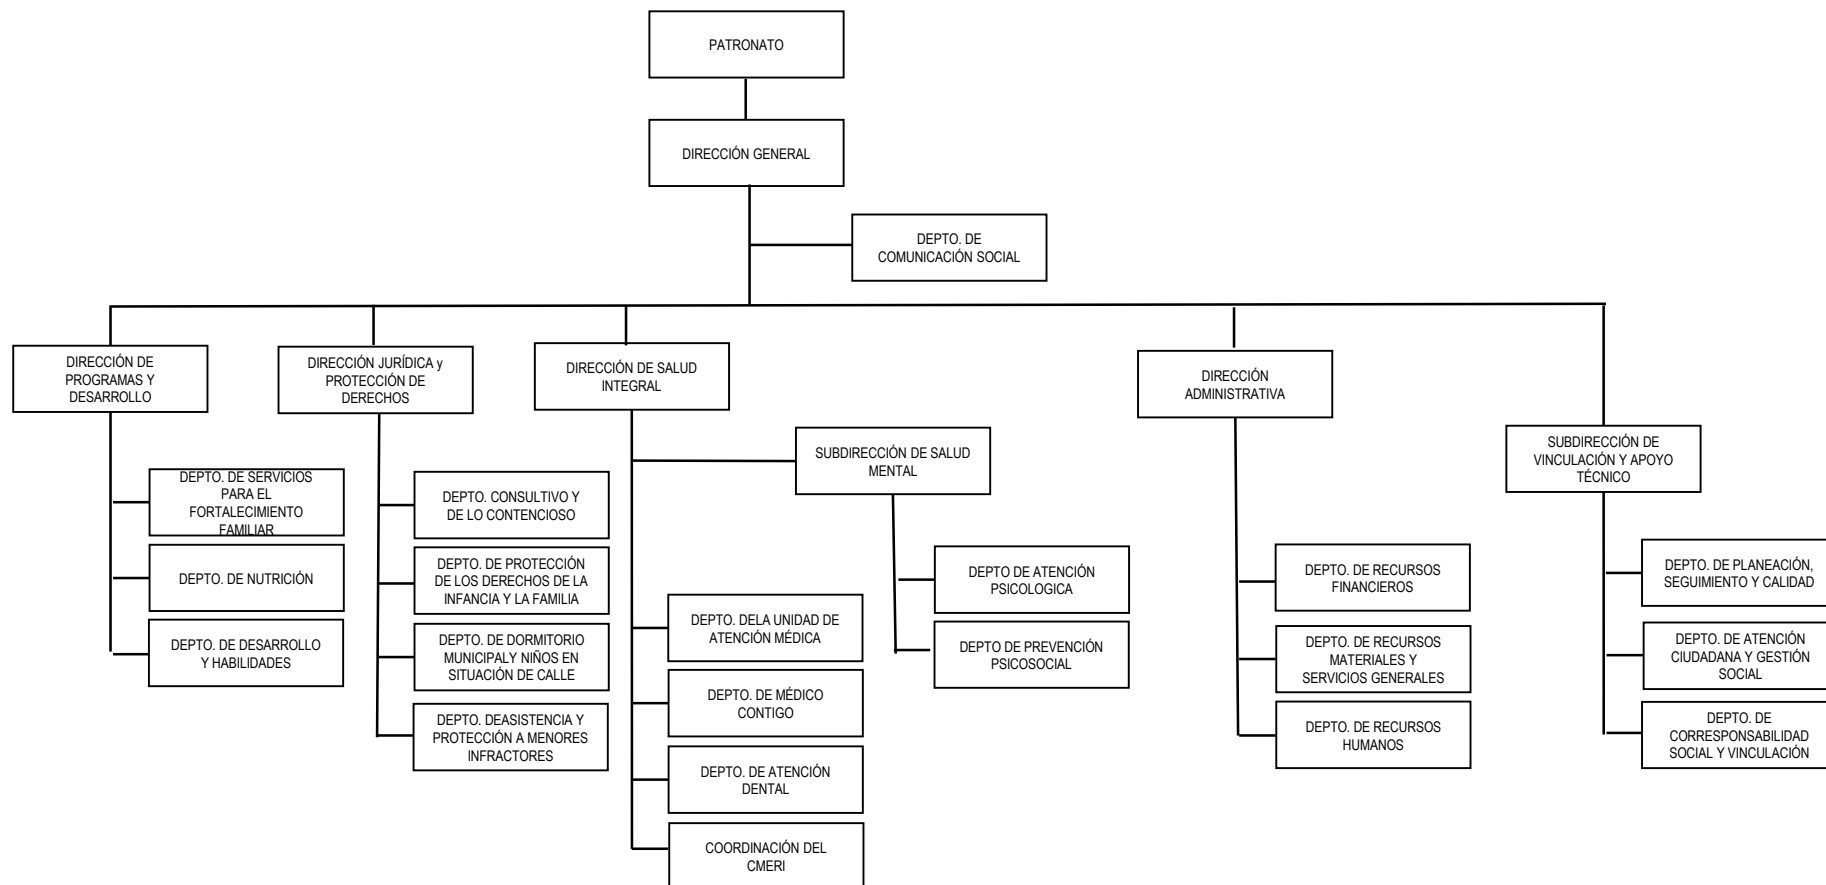 PATRONATO
DIRECCIÓN GENERAL
DEPTO. DE
COMUNICACIÓN SOCIAL
DIRECCIÓN DE
PROGRAMAS Y
DESARROLLO
DEPTO. DE SERVICIOS
PARA EL
FORTALECIMIENTO
FAMILIAR
DEPTO. DE NUTRICIÓN
DEPTO. DE DESARROLLO
Y HABILIDADES
DIRECCIÓN JURÍDICA y
PROTECCIÓN DE
DERECHOS
DEPTO. CONSULTIVO Y
DE LO CONTENCIOSO
DEPTO. DE PROTECCIÓN
DE LOS DERECHOS DE LA
INFANCIA Y LA FAMILIA
DEPTO. DE DORMITORIO
MUNICIPALY NIÑOS EN
SITUACIÓN DE CALLE
DEPTO. DEASISTENCIA Y
PROTECCIÓN A MENORES
INFRACTORES
DIRECCIÓN DE SALUD
INTEGRAL
SUBDIRECCIÓN DE SALUD
MENTAL
DEPTO DE ATENCIÓN
PSICOLOGICA
DEPTO DE PREVENCIÓN
PSICOSOCIAL
DEPTO. DELA UNIDAD DE
ATENCIÓN MÉDICA
DEPTO. DE MÉDICO
CONTIGO
DEPTO. DE ATENCIÓN
DENTAL
COORDINACIÓN DEL
CMERI
DIRECCIÓN
ADMINISTRATIVA
DEPTO. DE RECURSOS
FINANCIEROS
DEPTO. DE RECURSOS
MATERIALES Y
SERVICIOS GENERALES
DEPTO. DE RECURSOS
HUMANOS
SUBDIRECCIÓN DE
VINCULACIÓN Y APOYO
TÉCNICO
DEPTO. DE PLANEACIÓN,
SEGUIMIENTO Y CALIDAD
DEPTO. DE ATENCIÓN
CIUDADANA Y GESTIÓN
SOCIAL
DEPTO. DE
CORRESPONSABILIDAD
SOCIAL Y VINCULACIÓN